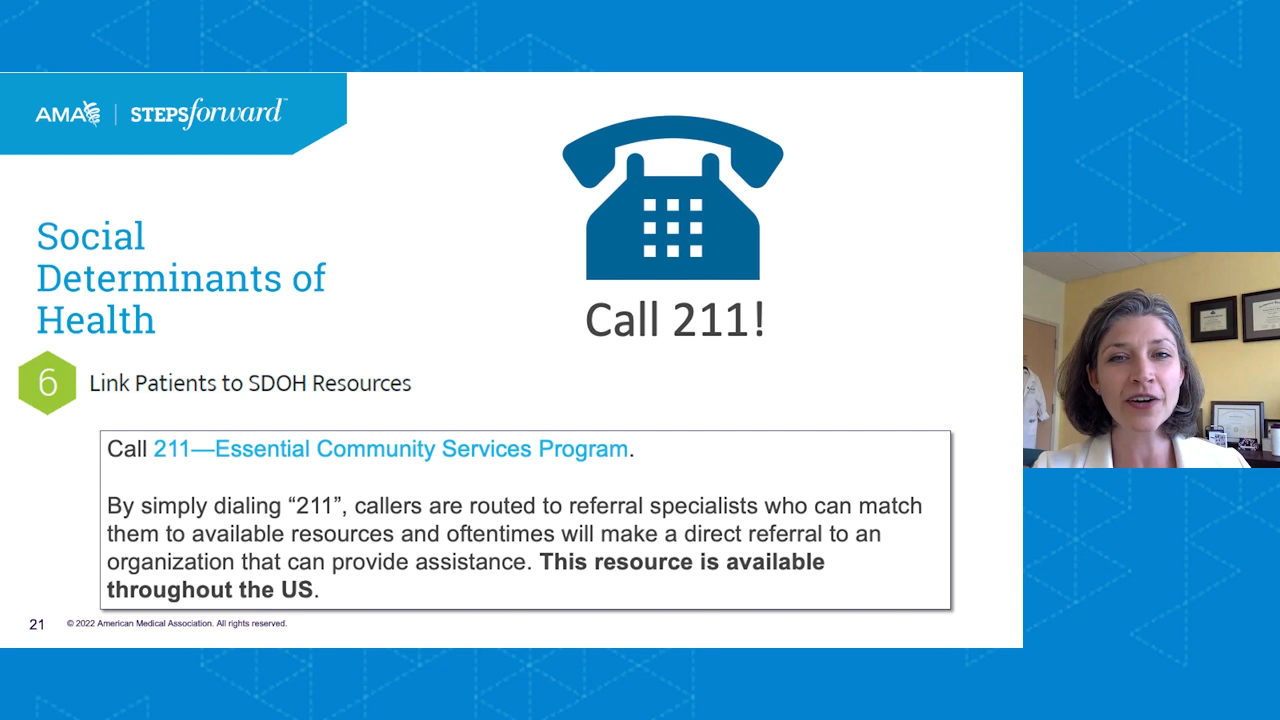 AMA | STEPSforward™
Call 211!
Social
Determinants of
Health
6 Link Patients to SDOH Resources
Call 211—Essential Community Services Program.
By simply dialing “211”, callers are routed to referral specialists who can match
them to available resources and oftentimes will make a direct referral to an
organization that can provide assistance. This resource is available
throughout the US.
21 © 2022 American Medical Association. All rights reserved.